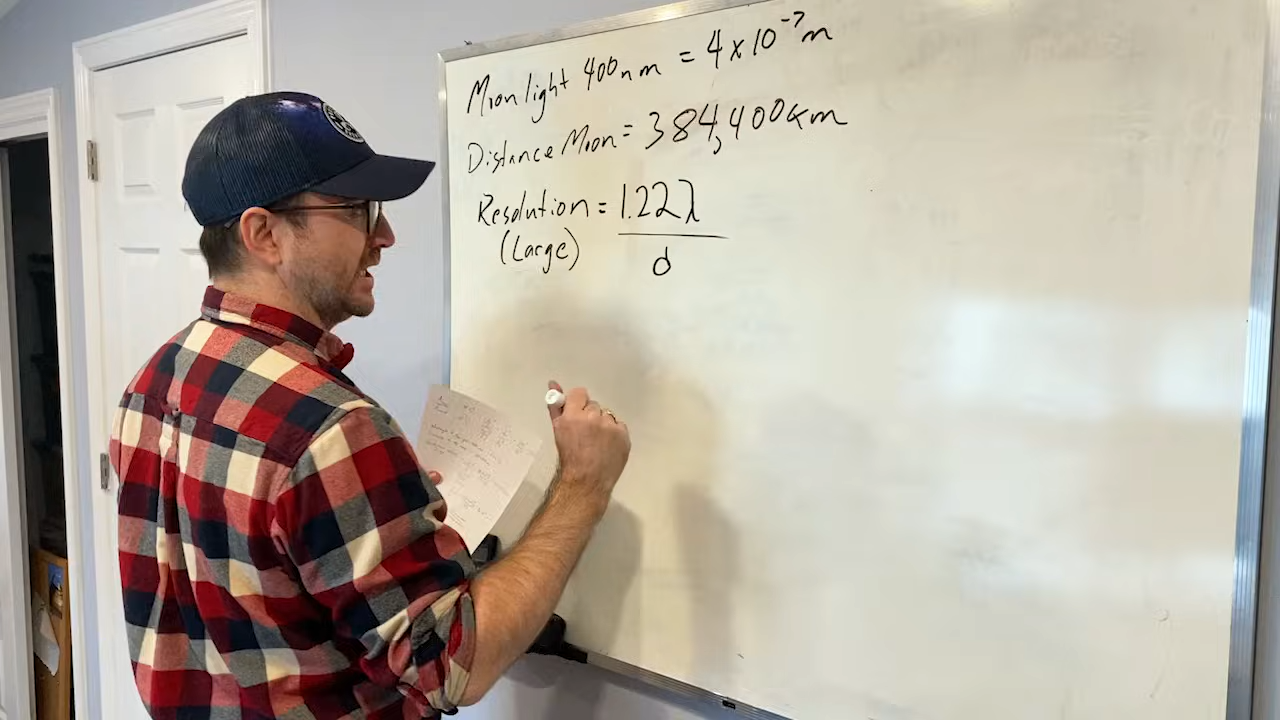 Moonlight 400nm = 4x10⁻⁷m
Distance Moon = 384,400km
Resolution = 1.22λ
(Large) d